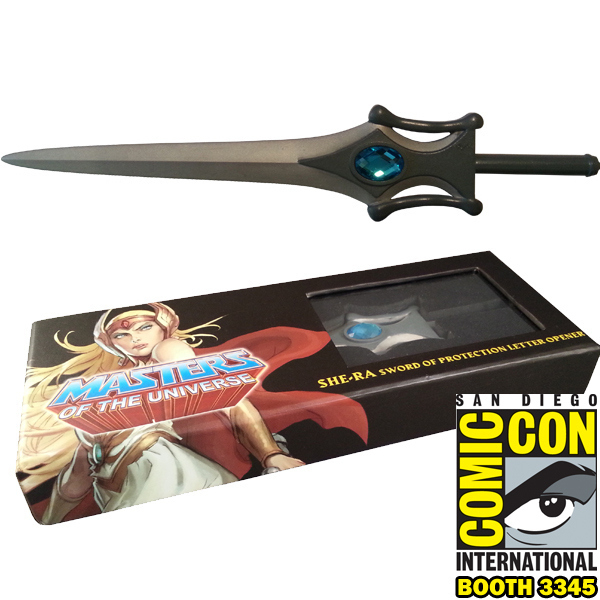 MASTERS
OF THE UNIVERSE
SHE-RA SWORD OF PROTECTION LETTER OPENER
SAN DIEGO
COMIC
CON
INTERNATIONAL
BOOTH 3345